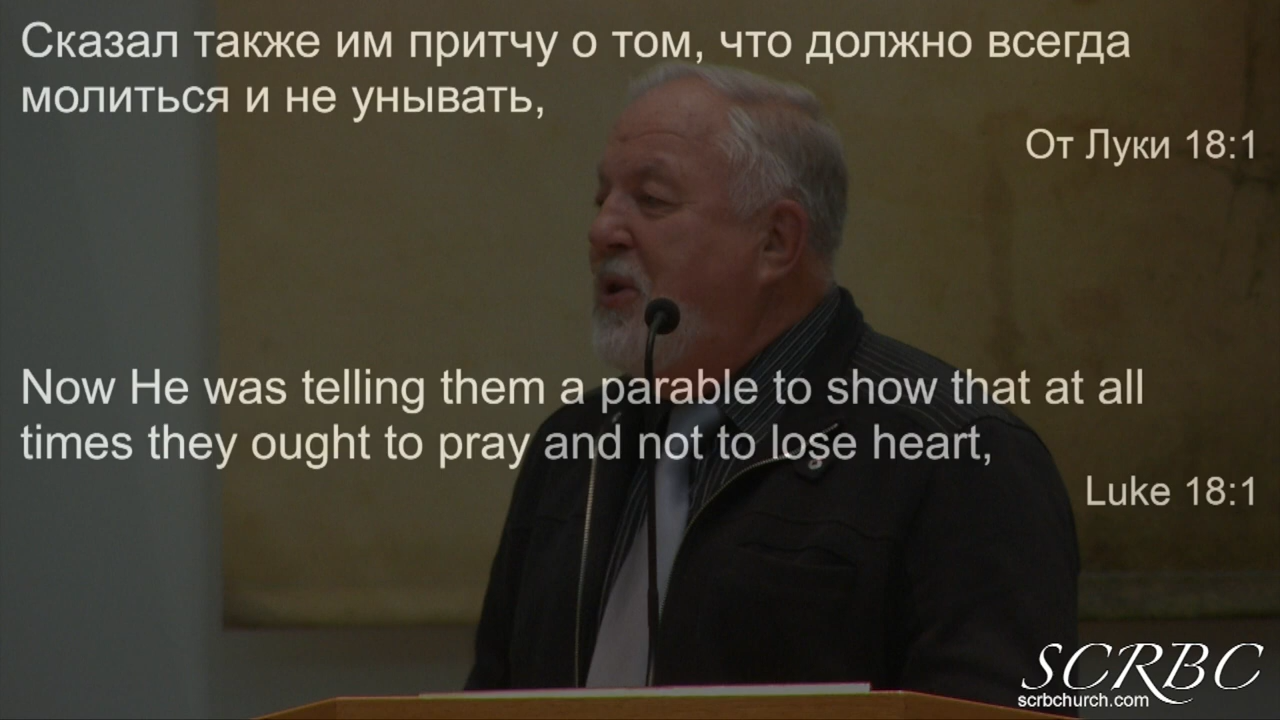 Сказал также им притчу о том, что должно всегда
молиться и не унывать,
От Луки 18:1
Now He was telling them a parable to show that at all
times they ought to pray and not to lose heart,
Luke 18:1
SCRBC
scrbchurch.com